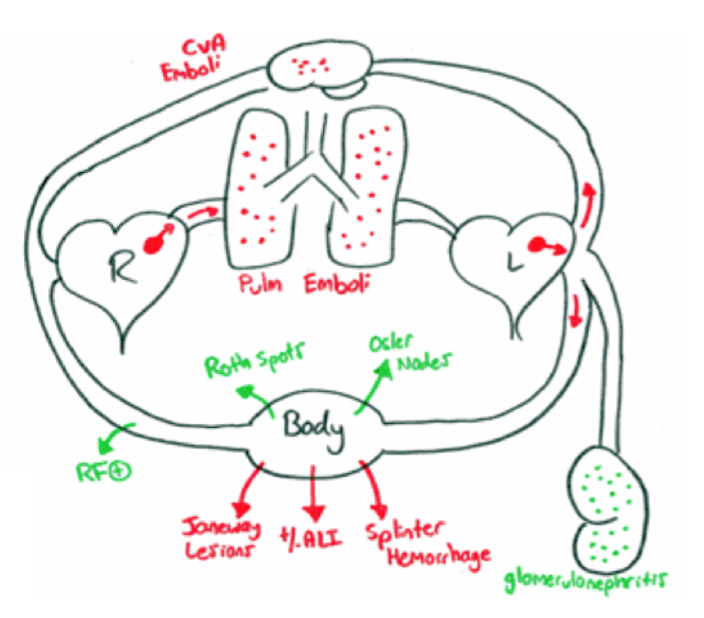 CVA
Emboli
R
L
Pulm Emboli
Roth Spots
Osler
Nodes
Body
RF⊕
Janeway
Lesions
+/- ALI
Splinter
Hemorrhage
glomerulonephritis